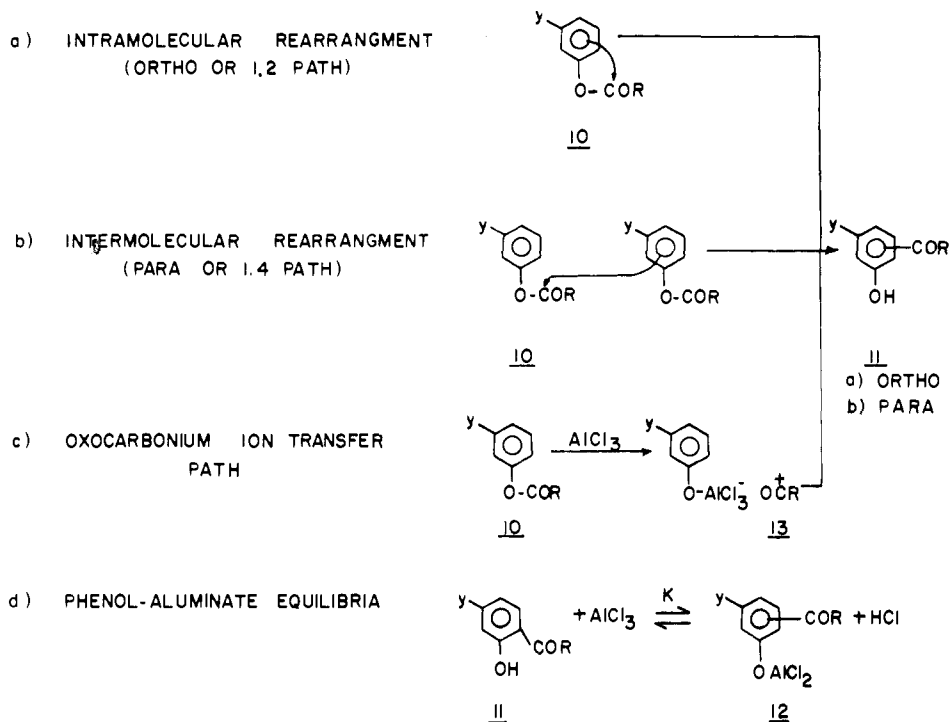 a) INTRAMOLECULAR REARRANGMENT
(ORTHO OR 1,2 PATH)
y
O-COR
10
b) INTERMOLECULAR REARRANGMENT
(PARA OR 1.4 PATH)
y
O-COR
10
y
O-COR
y
COR
OH
11
a) ORTHO
b) PARA
c) OXOCARBONIUM ION TRANSFER
PATH
y
O-COR
10
AlCl3
y
O-AlCl3-
OCR+
13
d) PHENOL-ALUMINATE EQUILIBRIA
y
COR
OH
11
+ AlCl3
K
y
COR + HCl
O AlCl2
12